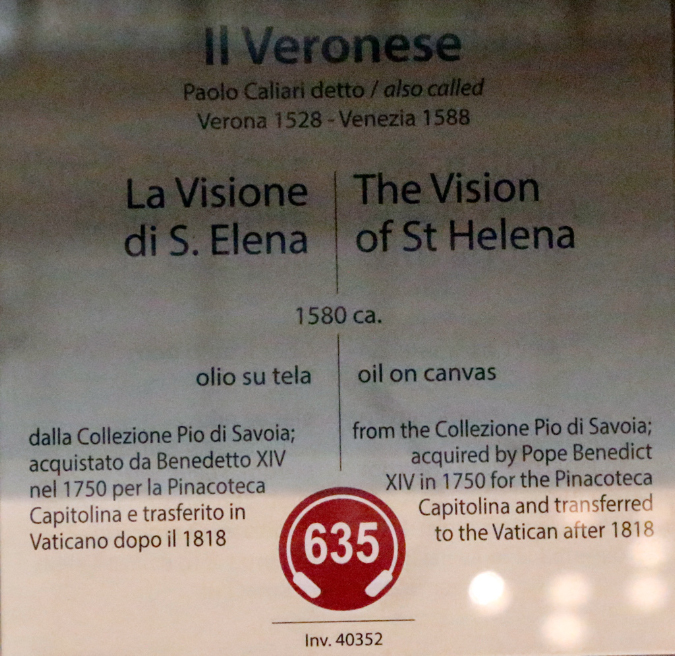 Il Veronese
Paolo Caliari detto / also called
Verona 1528 - Venezia 1588
La Visione
di S. Elena
The Vision
of St Helena
1580 ca.
olio su tela
oil on canvas
dalla Collezione Pio di Savoia;
acquistato da Benedetto XIV
nel 1750 per la Pinacoteca
Capitolina e trasferito in
Vaticano dopo il 1818
from the Collezione Pio di Savoia;
acquired by Pope Benedict
XIV in 1750 for the Pinacoteca
Capitolina and transferred
to the Vatican after 1818
635
Inv. 40352